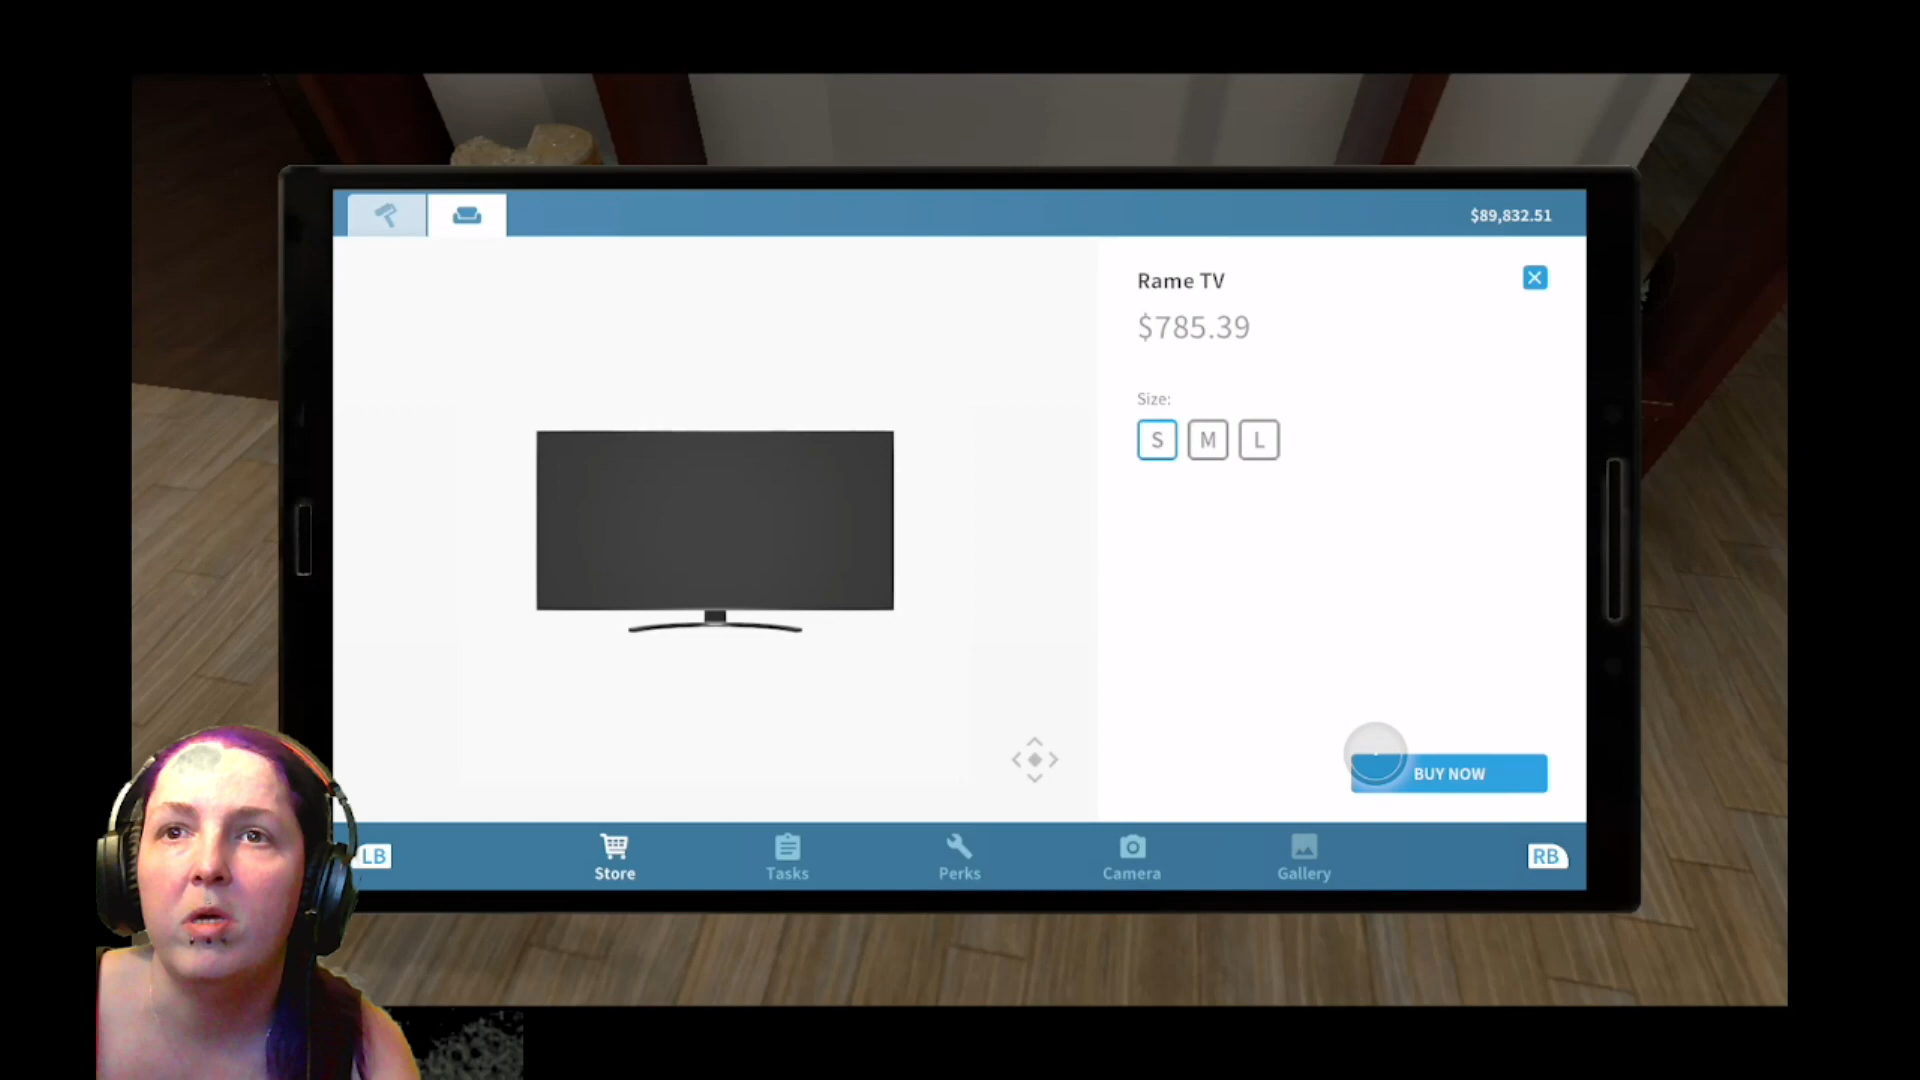 $89,832.51
Rame TV
$785.39
Size:
S M L
BUY NOW
LB
Store
Tasks
Perks
Camera
Gallery
RB